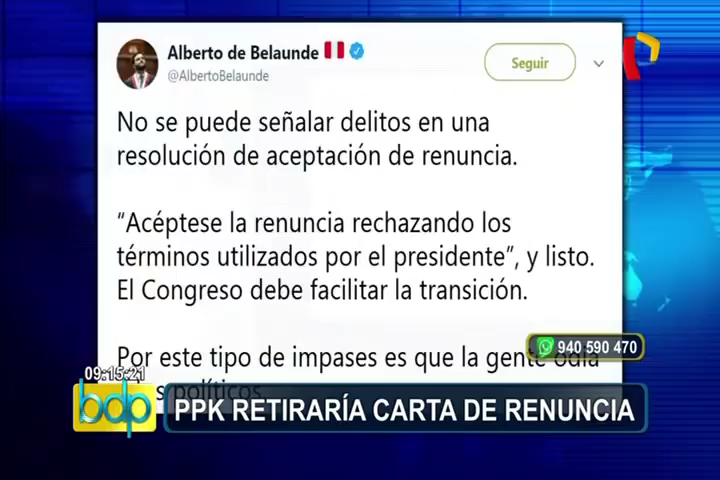 Alberto de Belaunde
@AlbertoBelaunde
Seguir
No se puede señalar delitos en una
resolución de aceptación de renuncia.
“Acéptese la renuncia rechazando los
términos utilizados por el presidente”, y listo.
El Congreso debe facilitar la transición.
Por este tipo de impases es que la gente odia
s políticos
940 590 470
09:15:21
bdp
PPK RETIRARÍA CARTA DE RENUNCIA